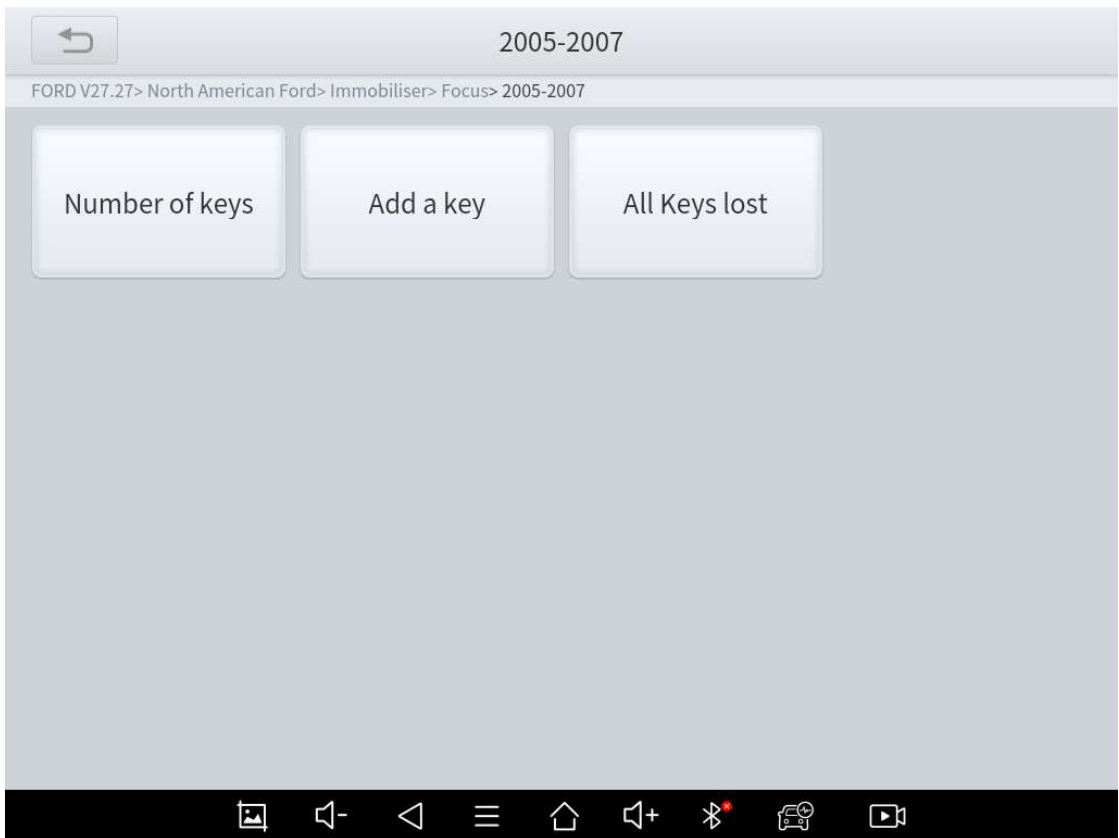 2005-2007
FORD V27.27> North American Ford> Immobiliser> Focus> 2005-2007
Number of keys
Add a key
All Keys lost